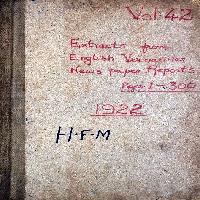 Vol: 42
Extracts from
English Vernacular
News paper Reports
Pages 1-300
1922
H.F.M